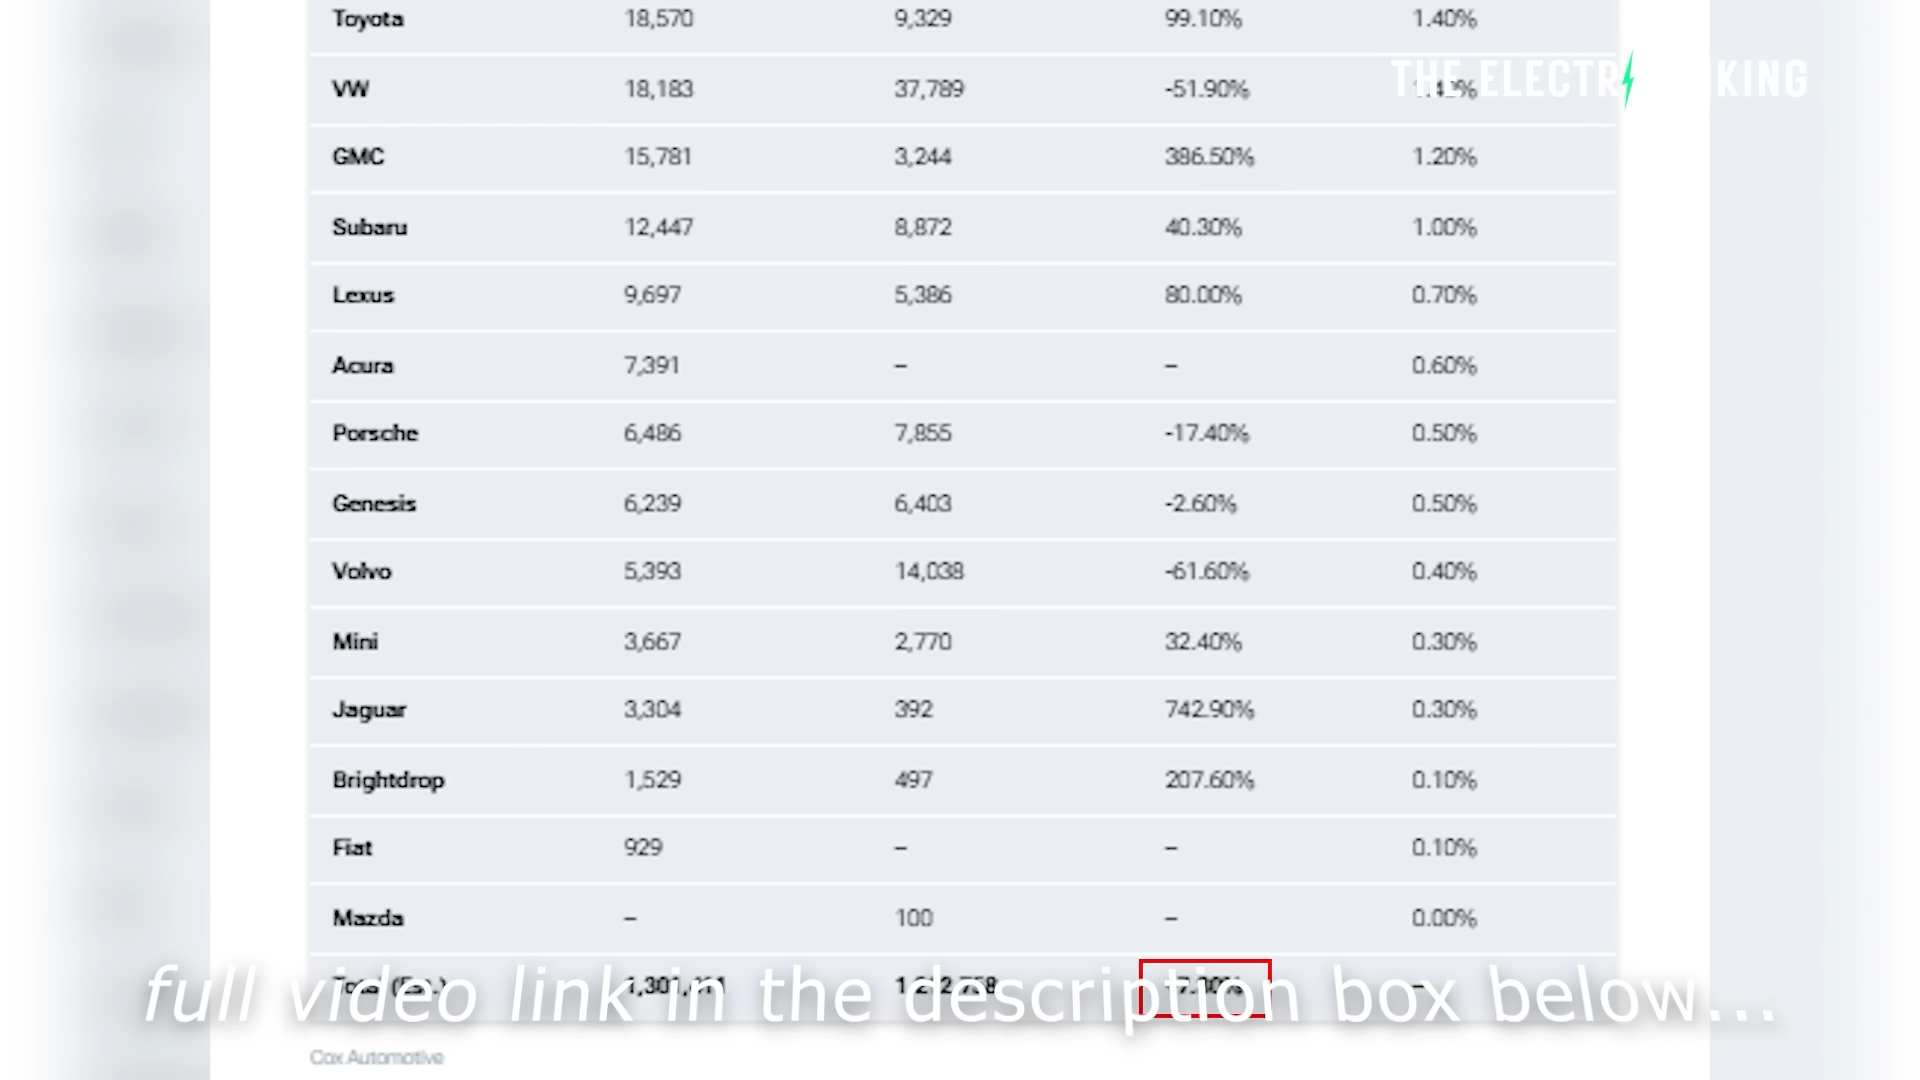 Toyota 18,570 9,329 99.10% 1.40%
THE ELECTR KING
VW 18,183 37,789 -51.90%
GMC 15,781 3,244 386.50% 1.20%
Subaru 12,447 8,872 40.30% 1.00%
Lexus 9,697 5,386 80.00% 0.70%
Acura 7,391 – – 0.60%
Porsche 6,486 7,855 -17.40% 0.50%
Genesis 6,239 6,403 -2.60% 0.50%
Volvo 5,393 14,038 -61.60% 0.40%
Mini 3,667 2,770 32.40% 0.30%
Jaguar 3,304 392 742.90% 0.30%
Brightdrop 1,529 497 207.60% 0.10%
Fiat 929 – – 0.10%
Mazda – 100 – 0.00%
full video link in the description box below...
Cox Automotive